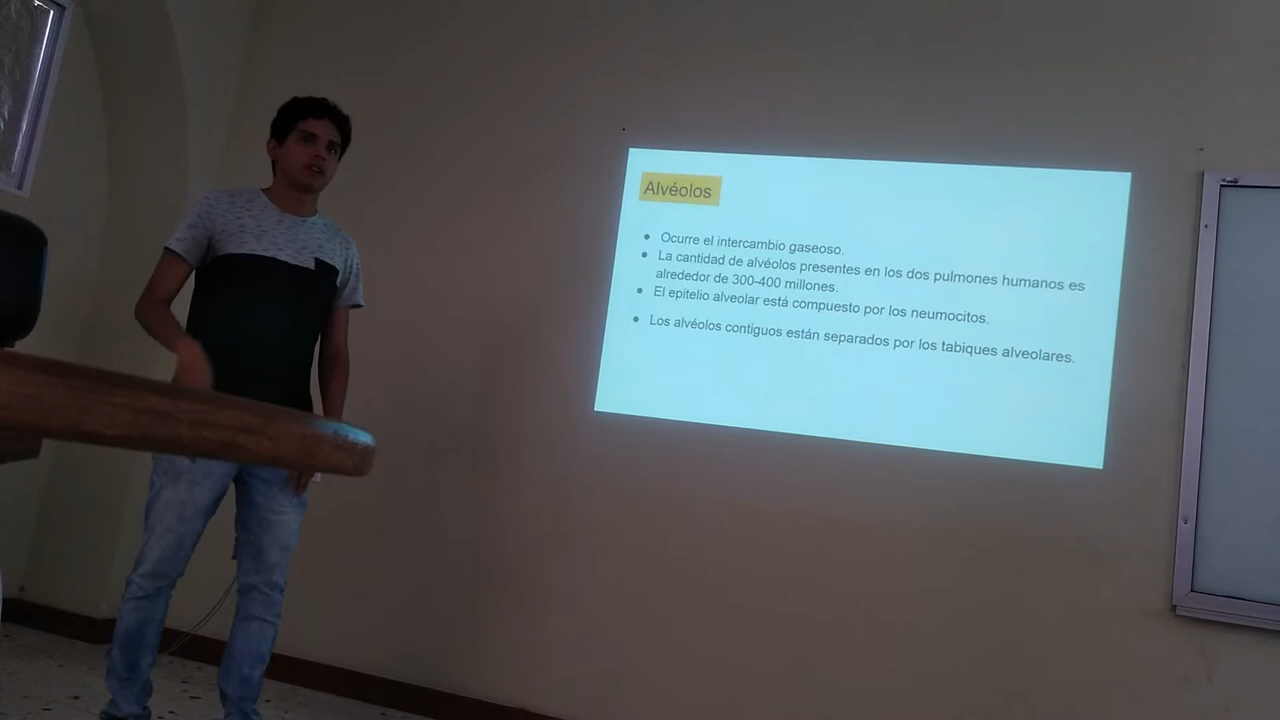 Alvéolos
Ocurre el intercambio gaseoso.
La cantidad de alvéolos presentes en los dos pulmones humanos es
alrededor de 300-400 millones.
El epitelio alveolar está compuesto por los neumocitos.
Los alvéolos contiguos están separados por los tabiques alveolares.